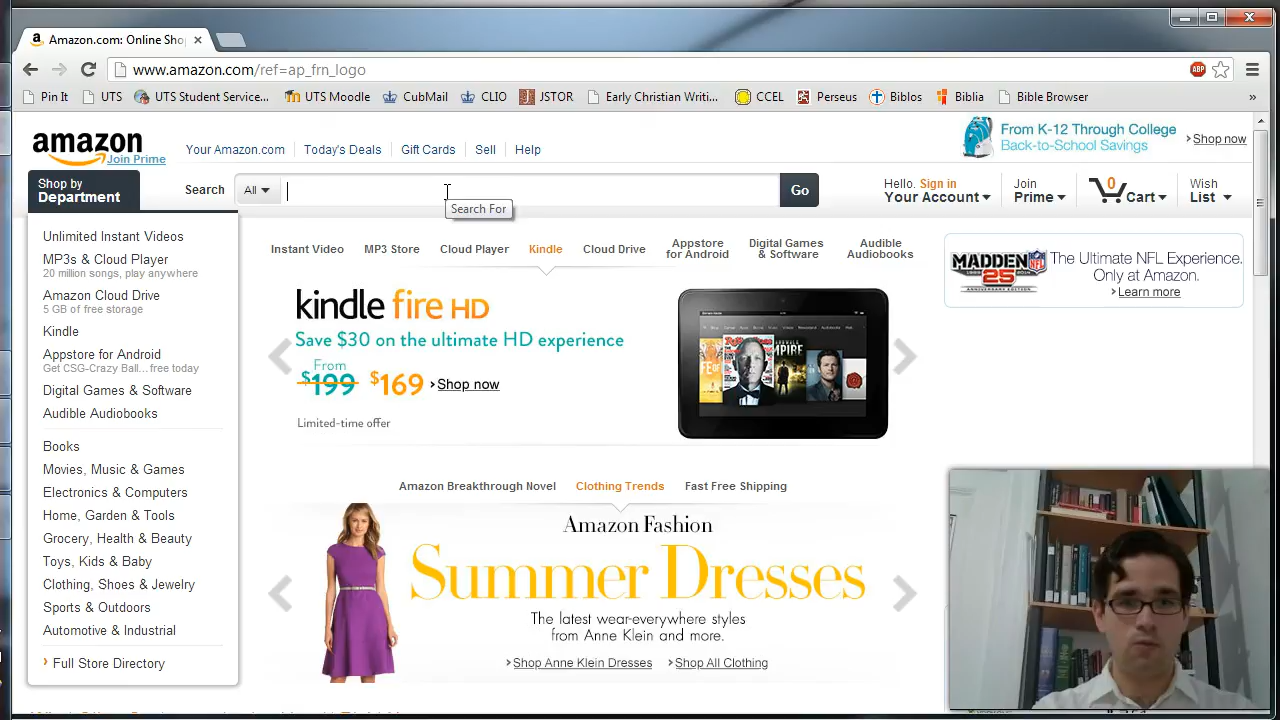 Amazon.com: Online Sho
www.amazon.com/ref=ap_frn_logo
ABP
Pin It UTS UTS Student Service... UTS Moodle CubMail CLIO JSTOR Early Christian Writi... CCEL Perseus Biblos Biblia Bible Browser »
amazon
Join Prime
Your Amazon.com Today's Deals Gift Cards Sell Help
From K-12 Through College
Back-to-School Savings
Shop now
Shop by
Department
Search All Go
Search For
Hello. Sign in
Your Account
Join
Prime
0
Cart
Wish
List
Unlimited Instant Videos
MP3s & Cloud Player
20 million songs, play anywhere
Amazon Cloud Drive
5 GB of free storage
Kindle
Appstore for Android
Get CSG-Crazy Ball... free today
Digital Games & Software
Audible Audiobooks
Books
Movies, Music & Games
Electronics & Computers
Home, Garden & Tools
Grocery, Health & Beauty
Toys, Kids & Baby
Clothing, Shoes & Jewelry
Sports & Outdoors
Automotive & Industrial
Full Store Directory
Instant Video MP3 Store Cloud Player Kindle Cloud Drive
Appstore
for Android
Digital Games
& Software
Audible
Audiobooks
kindle fire HD
Save $30 on the ultimate HD experience
From
$199 $169 Shop now
Limited-time offer
MADDEN NFL
25
The Ultimate NFL Experience.
Only at Amazon.
Learn more
Amazon Breakthrough Novel Clothing Trends Fast Free Shipping
Amazon Fashion
Summer Dresses
The latest wear-everywhere styles
from Anne Klein and more.
Shop Anne Klein Dresses Shop All Clothing